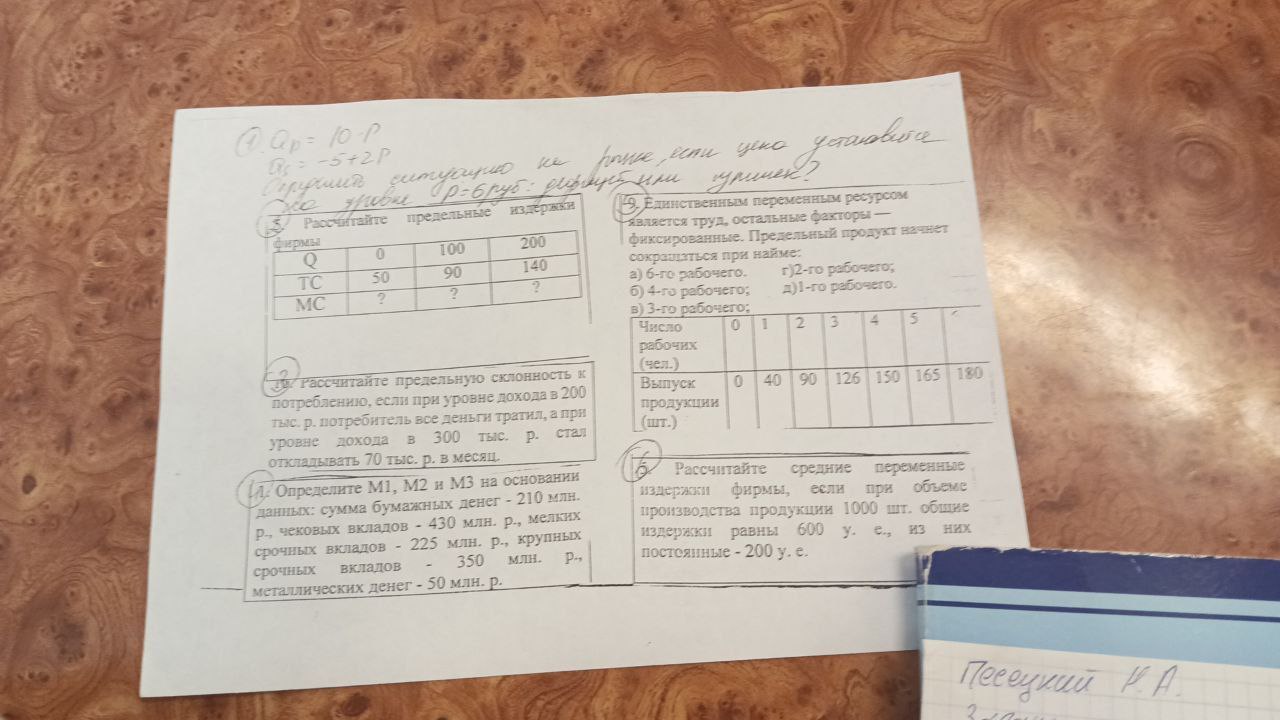 1. Qp = 10-P
Qs = -5+2P
Определить ситуацию на рынке, если цена установится
на уровне P=6руб: дефицит или излишек?
5. Рассчитайте предельные издержки
фирмы
Q 0 100 200
TC 50 90 140
MC ? ? ?
10. Рассчитайте предельную склонность к
потреблению, если при уровне дохода в 200
тыс. р. потребитель все деньги тратил, а при
уровне дохода в 300 тыс. р. стал
откладывать 70 тыс. р. в месяц.
1. Определите М1, М2 и М3 на основании
данных: сумма бумажных денег - 210 млн.
р., чековых вкладов - 430 млн. р., мелких
срочных вкладов - 225 млн. р., крупных
срочных вкладов - 350 млн. р.,
металлических денег - 50 млн. р.
9. Единственным переменным ресурсом
является труд, остальные факторы —
фиксированные. Предельный продукт начнет
сокращаться при найме:
а) 6-го рабочего. г)2-го рабочего;
б) 4-го рабочего; д)1-го рабочего.
в) 3-го рабочего;
Число 0 1 2 3 4 5
рабочих
(чел.)
Выпуск 0 40 90 126 150 165 180
продукции
(шт.)
6. Рассчитайте средние переменные
издержки фирмы, если при объеме
производства продукции 1000 шт. общие
издержки равны 600 у. е., из них
постоянные - 200 у. е.
Песецкий К.А.